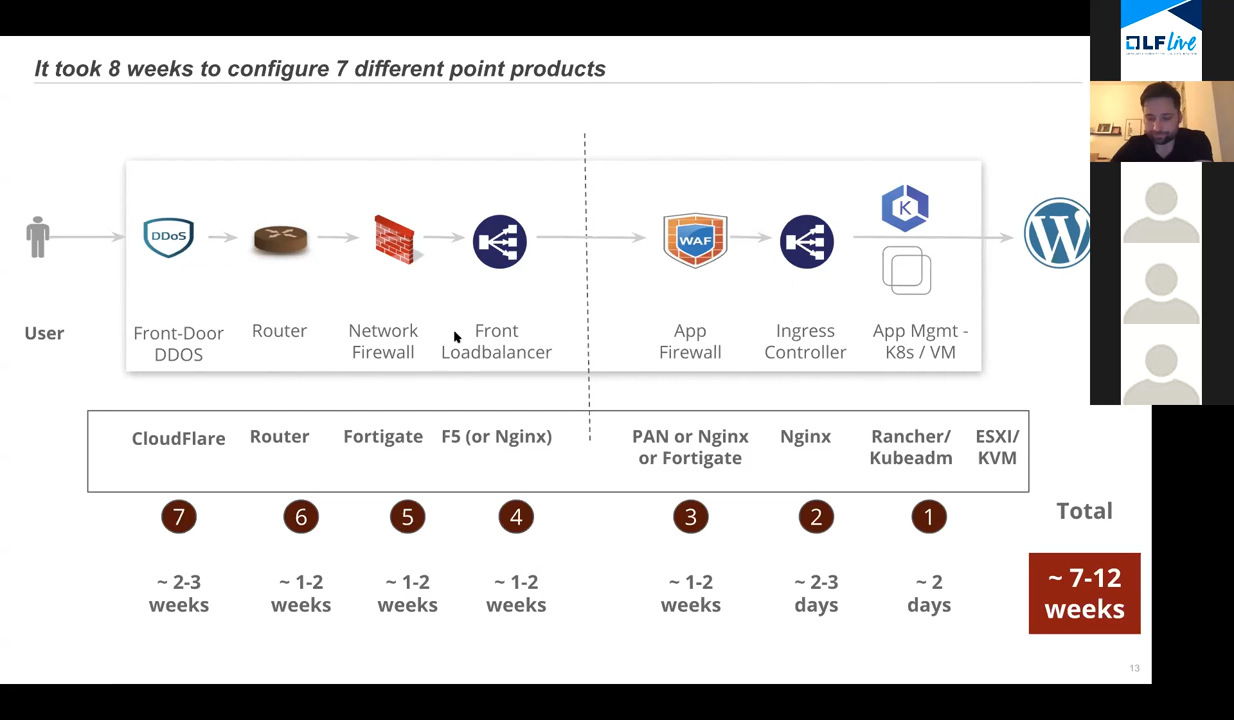 It took 8 weeks to configure 7 different point products
LF Live
DDoS
WAF
K
User
Front-Door
DDOS
Router
Network
Firewall
Front
Loadbalancer
App
Firewall
Ingress
Controller
App Mgmt -
K8s / VM
CloudFlare
Router
Fortigate
F5 (or Nginx)
PAN or Nginx
or Fortigate
Nginx
Rancher/
Kubeadm
ESXI/
KVM
7
6
5
4
3
2
1
Total
~ 2-3
weeks
~ 1-2
weeks
~ 1-2
weeks
~ 1-2
weeks
~ 1-2
weeks
~ 2-3
days
~ 2
days
~ 7-12
weeks
13